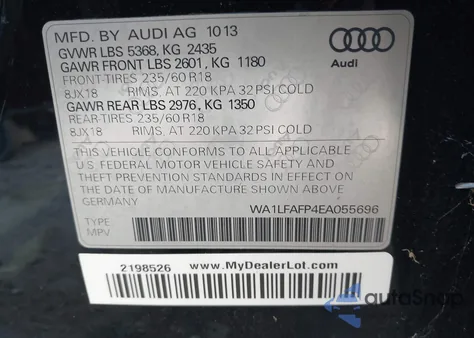 MFD. BY AUDI AG 1013
GVWR LBS 5368, KG 2435
GAWR FRONT LBS 2601, KG 1180
FRONT-TIRES 235/60 R18
8JX18 RIMS, AT 220 KPA 32 PSI COLD
GAWR REAR LBS 2976, KG 1350
REAR-TIRES 235/60 R18
8JX18 RIMS, AT 220 KPA 32 PSI COLD
Audi
THIS VEHICLE CONFORMS TO ALL APPLICABLE
U.S. FEDERAL MOTOR VEHICLE SAFETY AND
THEFT PREVENTION STANDARDS IN EFFECT ON
THE DATE OF MANUFACTURE SHOWN ABOVE.
GERMANY
WA1LFAFP4EA055696
TYPE:
MPV
2198526 www.MyDealerLot.com
autoSnap